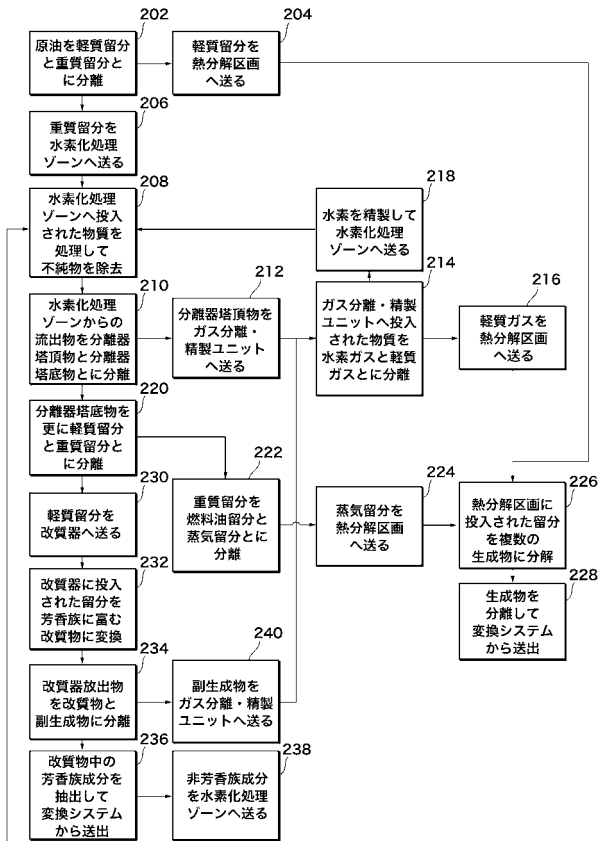 202
原油を軽質留分
と重質留分と
に分離
204
軽質留分を
熱分解区画
へ送る
206
重質留分を
水素化処理
ゾーンへ送る
208
水素化処理
ゾーンへ投入
された物質を
処理して
不純物を除去
218
水素を精製して
水素化処理
ゾーンへ送る
210
水素化処理
ゾーンからの
流出物を分離器
塔頂物と分離器
塔底物とに分離
212
分離器塔頂物を
ガス分離・
精製ユニット
へ送る
214
ガス分離・精製
ユニットへ投入
された物質を
水素ガスと軽質
ガスとに分離
216
軽質ガスを
熱分解区画
へ送る
220
分離器塔底物を
更に軽質留分
と重質留分と
に分離
222
重質留分を
燃料油留分と
蒸気留分とに
分離
224
蒸気留分を
熱分解区画
へ送る
226
熱分解区画に
投入された留分
を複数の
生成物に分解
228
生成物を
分離して
変換システム
から送出
230
軽質留分を
改質器へ送る
232
改質器に投入
された留分を
芳香族に富む
改質物に変換
234
改質器放出物
を改質物と
副生成物に分離
240
副生成物を
ガス分離・精製
ユニットへ送る
236
改質物中の
芳香族成分を
抽出して
変換システム
から送出
238
非芳香族成分
を水素化処理
ゾーンへ送る